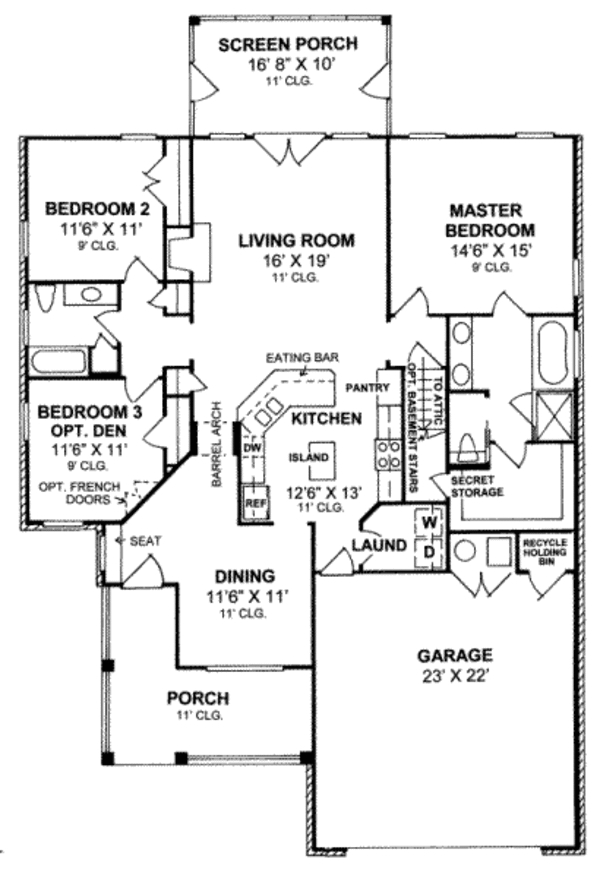 SCREEN PORCH
16' 8" X 10'
11' CLG.
BEDROOM 2
11'6" X 11'
9' CLG.
LIVING ROOM
16' X 19'
11' CLG.
MASTER
BEDROOM
14'6" X 15'
9' CLG.
EATING BAR
PANTRY
TO ATTIC
OPT. BASEMENT STAIRS
BEDROOM 3
OPT. DEN
11'6" X 11'
9' CLG.
OPT. FRENCH
DOORS
BARREL ARCH
KITCHEN
DW
ISLAND
REF
12'6" X 13'
11' CLG.
SECRET
STORAGE
SEAT
LAUND
W
D
RECYCLE
HOLDING
BIN
DINING
11'6" X 11'
11' CLG.
GARAGE
23' X 22'
PORCH
11' CLG.